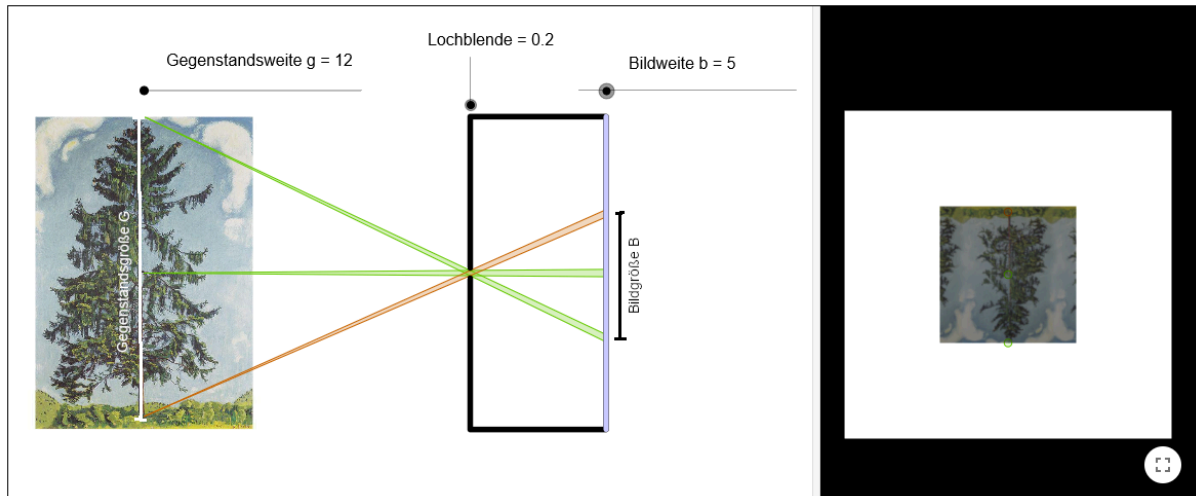 Lochblende = 0.2
Gegenstandsweite g = 12
Bildweite b = 5
Gegenstandsgröße G
Bildgröße B